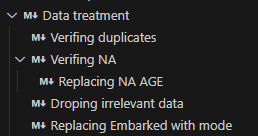 Data treatment
Verifing duplicates
Verifing NA
Replacing NA AGE
Droping irrelevant data
Replacing Embarked with mode